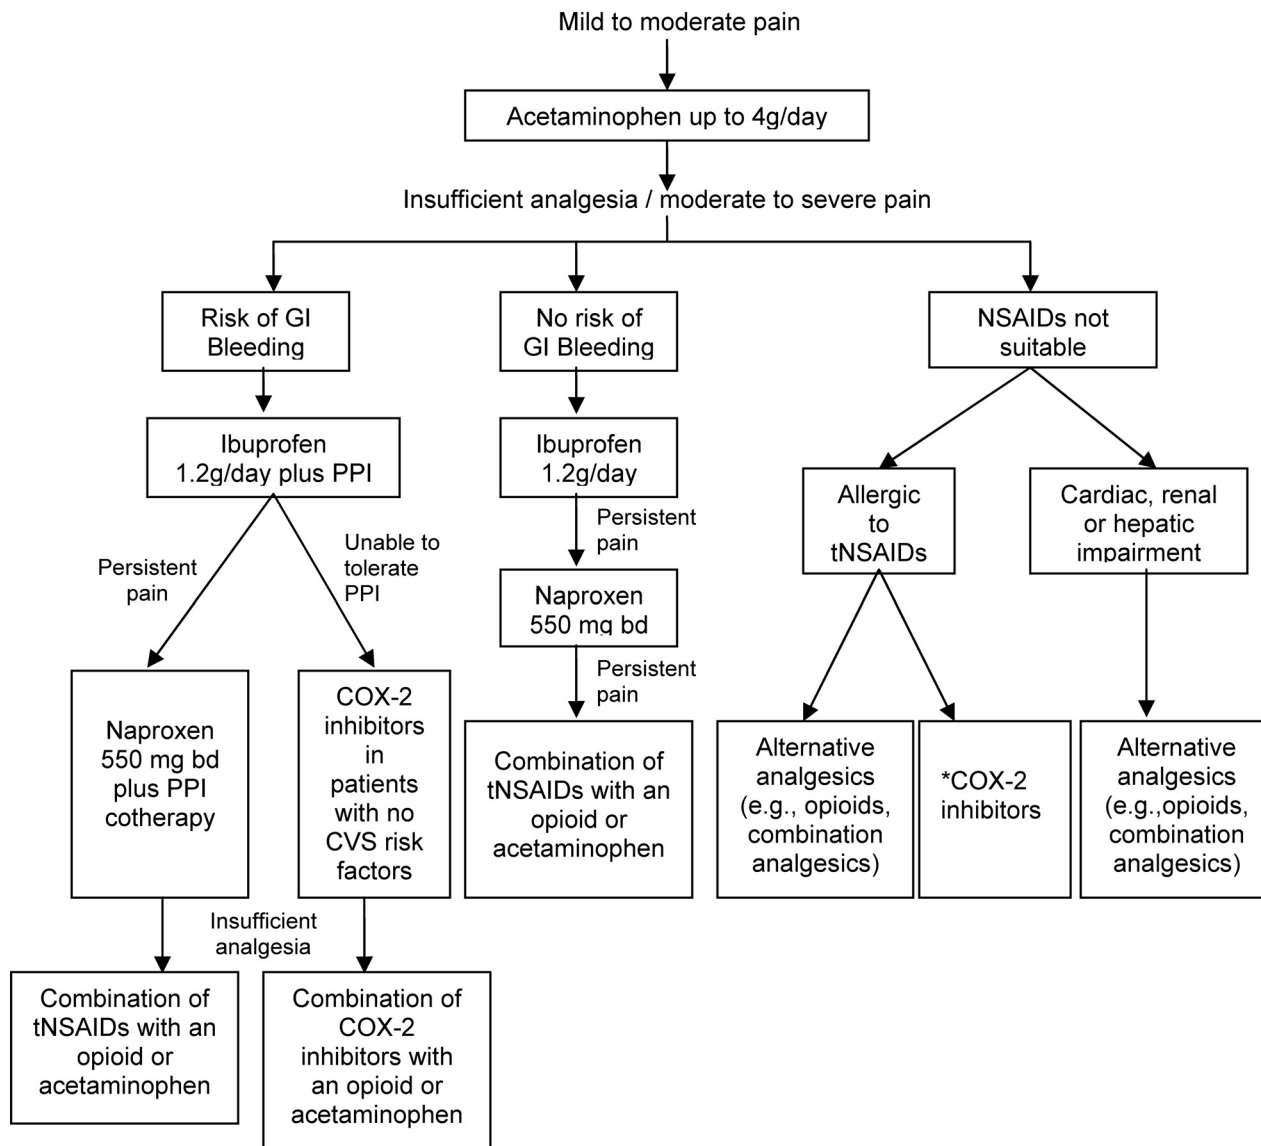 Mild to moderate pain
Acetaminophen up to 4g/day
Insufficient analgesia / moderate to severe pain
Risk of GI
Bleeding
No risk of
GI Bleeding
NSAIDs not
suitable
Ibuprofen
1.2g/day plus PPI
Ibuprofen
1.2g/day
Allergic
to
tNSAIDs
Cardiac, renal
or hepatic
impairment
Persistent
pain
Unable to
tolerate
PPI
Persistent
pain
Naproxen
550 mg bd
Persistent
pain
Naproxen
550 mg bd
plus PPI
cotherapy
COX-2
inhibitors
in
patients
with no
CVS risk
factors
Combination of
tNSAIDs with an
opioid or
acetaminophen
Alternative
analgesics
(e.g., opioids,
combination
analgesics)
*COX-2
inhibitors
Alternative
analgesics
(e.g.,opioids,
combination
analgesics)
Insufficient
analgesia
Combination of
tNSAIDs with an
opioid or
acetaminophen
Combination of
COX-2
inhibitors with
an opioid or
acetaminophen